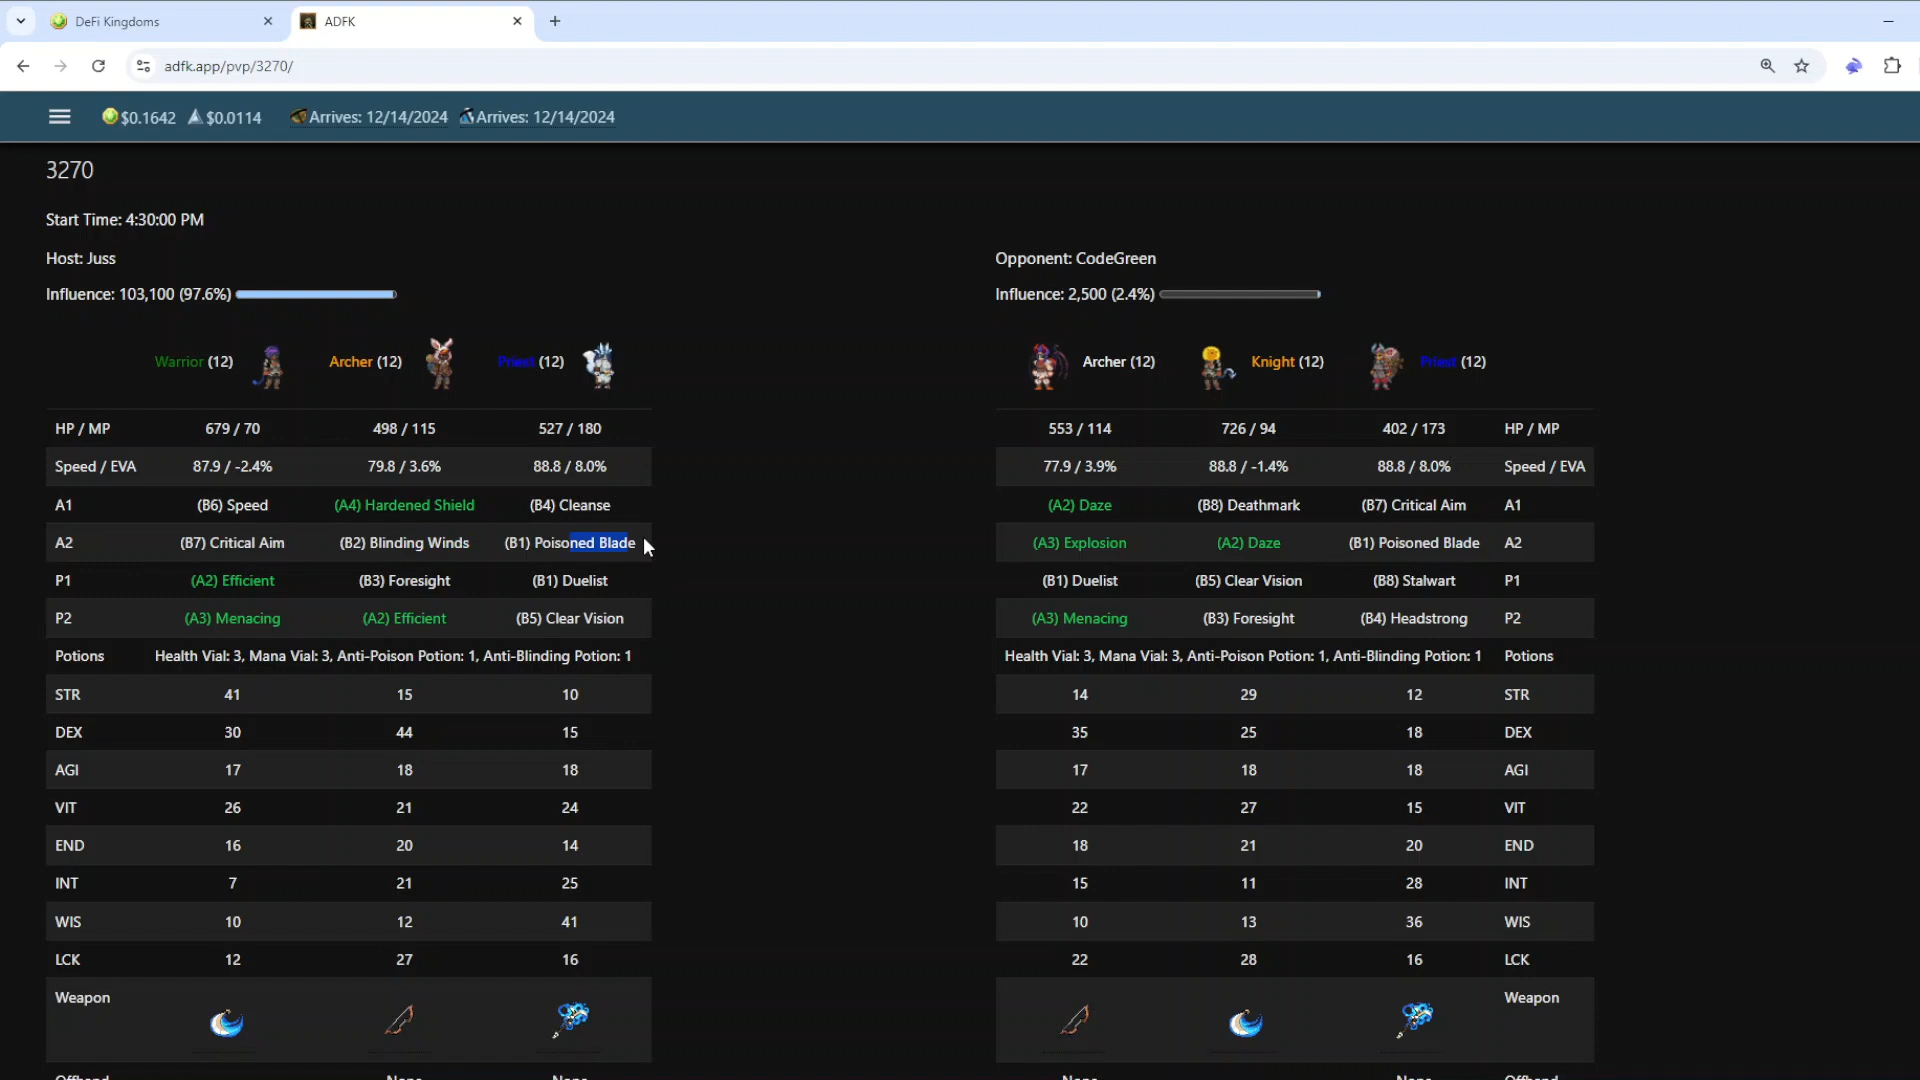 DeFi Kingdoms
ADFK
adfk.app/pvp/3270/
$0.1642 $0.0114 Arrives: 12/14/2024 Arrives: 12/14/2024
3270
Start Time: 4:30:00 PM
Host: Juss
Influence: 103,100 (97.6%)
Warrior (12) Archer (12) Priest (12)
HP / MP 679 / 70 498 / 115 527 / 180
Speed / EVA 87.9 / -2.4% 79.8 / 3.6% 88.8 / 8.0%
A1 (B6) Speed (A4) Hardened Shield (B4) Cleanse
A2 (B7) Critical Aim (B2) Blinding Winds (B1) Poisoned Blade
P1 (A2) Efficient (B3) Foresight (B1) Duelist
P2 (A3) Menacing (A2) Efficient (B5) Clear Vision
Potions Health Vial: 3, Mana Vial: 3, Anti-Poison Potion: 1, Anti-Blinding Potion: 1
STR 41 15 10
DEX 30 44 15
AGI 17 18 18
VIT 26 21 24
END 16 20 14
INT 7 21 25
WIS 10 12 41
LCK 12 27 16
Weapon
Offhand None None
Opponent: CodeGreen
Influence: 2,500 (2.4%)
Archer (12) Knight (12) Priest (12)
553 / 114 726 / 94 402 / 173 HP / MP
77.9 / 3.9% 88.8 / -1.4% 88.8 / 8.0% Speed / EVA
(A2) Daze (B8) Deathmark (B7) Critical Aim A1
(A3) Explosion (A2) Daze (B1) Poisoned Blade A2
(B1) Duelist (B5) Clear Vision (B8) Stalwart P1
(A3) Menacing (B3) Foresight (B4) Headstrong P2
Health Vial: 3, Mana Vial: 3, Anti-Poison Potion: 1, Anti-Blinding Potion: 1 Potions
14 29 12 STR
35 25 18 DEX
17 18 18 AGI
22 27 15 VIT
18 21 20 END
15 11 28 INT
10 13 36 WIS
22 28 16 LCK
Weapon
None None Offhand